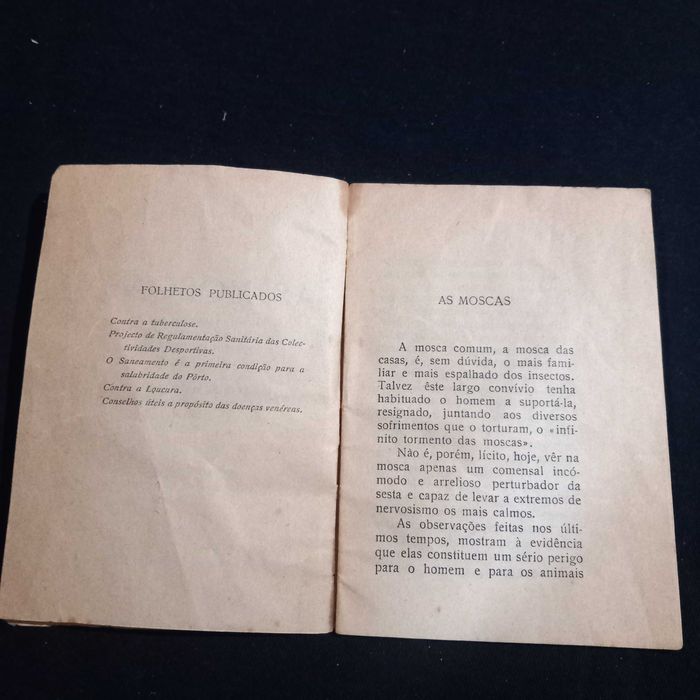 FOLHETOS PUBLICADOS
Contra a tuberculose.
Projecto de Regulamentação Sanitária das Colec-
tividades Desportivas.
O Saneamento é a primeira condição para a
salubridade do Pôrto.
Contra a Loucura.
Conselhos úteis a propósito das doenças venéreas.
AS MOSCAS
A mosca comum, a mosca das
casas, é, sem dúvida, o mais fami-
liar e mais espalhado dos insectos.
Talvez êste largo convívio tenha
habituado o homem a suportá-la,
resignado, juntando aos diversos
sofrimentos que o torturam, o «infi-
nito tormento das moscas».
Não é, porém, lícito, hoje, vêr na
mosca apenas um comensal incó-
modo e arrelioso perturbador da
sesta e capaz de levar a extremos de
nervosismo os mais calmos.
As observações feitas nos últi-
mos tempos, mostram à evidência
que elas constituem um sério perigo
para o homem e para os animais